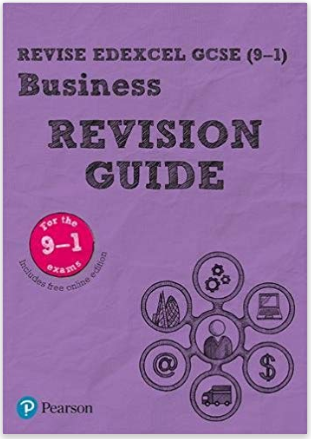 REVISE EDEXCEL GCSE (9–1)
Business
REVISION
GUIDE
For the
9–1
exams
Includes free online edition
@
$
P Pearson